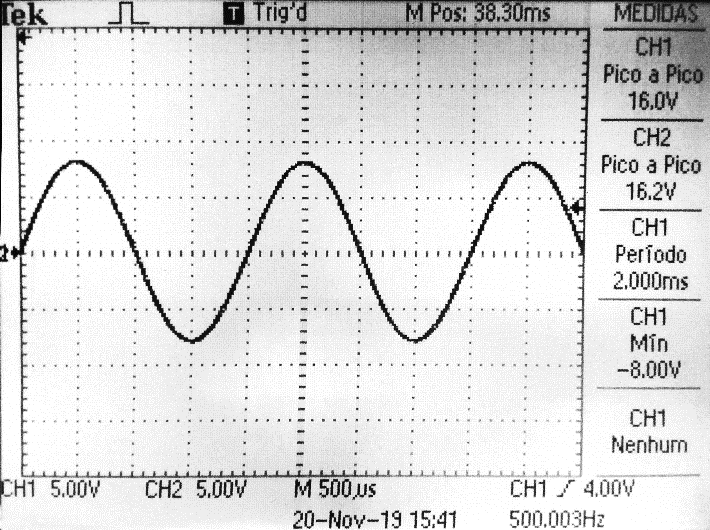 Tek T Trig'd M Pos: 38.30ms MEDIDAS
CH1
Pico a Pico
16.0V
CH2
Pico a Pico
16.2V
CH1
Período
2.000ms
CH1
Mín
-8.00V
CH1
Nenhum
2
CH1 5.00V CH2 5.00V M 500µs CH1 4.00V
20-Nov-19 15:41 500.003Hz